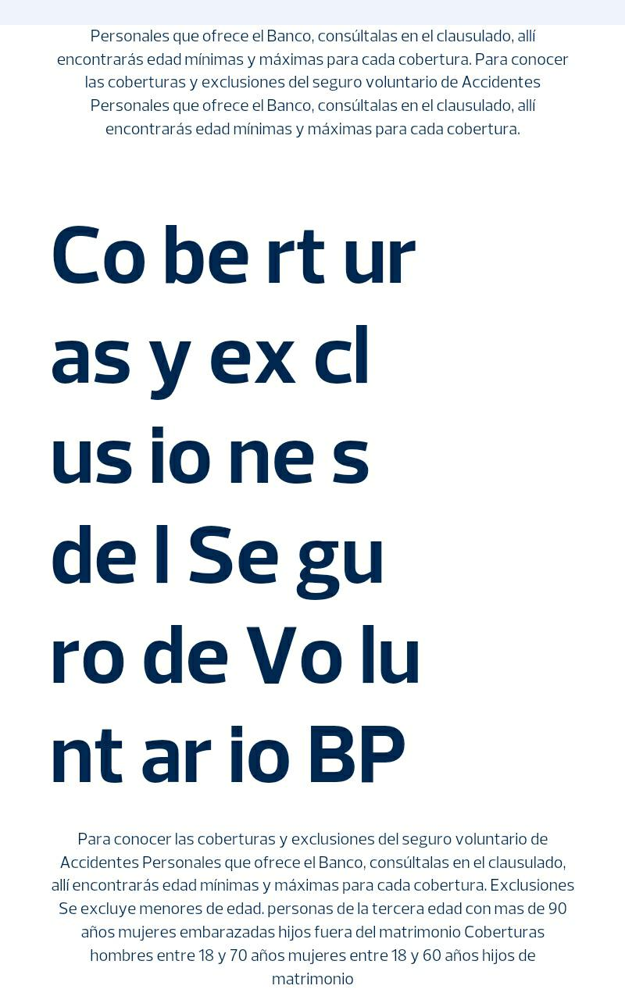 Personales que ofrece el Banco, consúltalas en el clausulado, allí
encontrarás edad mínimas y máximas para cada cobertura. Para conocer
las coberturas y exclusiones del seguro voluntario de Accidentes
Personales que ofrece el Banco, consúltalas en el clausulado, allí
encontrarás edad mínimas y máximas para cada cobertura.
Co be rt ur
as y ex cl
us io ne s
de l Se gu
ro de Vo lu
nt ar io BP
Para conocer las coberturas y exclusiones del seguro voluntario de
Accidentes Personales que ofrece el Banco, consúltalas en el clausulado,
allí encontrarás edad mínimas y máximas para cada cobertura. Exclusiones
Se excluye menores de edad. personas de la tercera edad con mas de 90
años mujeres embarazadas hijos fuera del matrimonio Coberturas
hombres entre 18 y 70 años mujeres entre 18 y 60 años hijos de
matrimonio